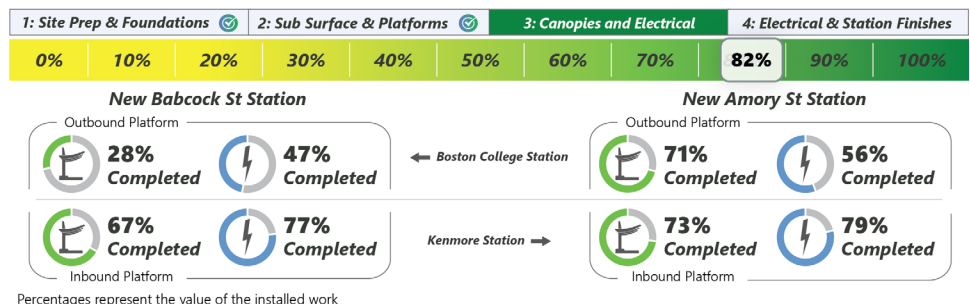 1: Site Prep & Foundations
2: Sub Surface & Platforms
3: Canopies and Electrical
4: Electrical & Station Finishes
0% 10% 20% 30% 40% 50% 60% 70% 82% 90% 100%
New Babcock St Station
Outbound Platform
28%
Completed
47%
Completed
67%
Completed
77%
Completed
Inbound Platform
Boston College Station
Kenmore Station
New Amory St Station
Outbound Platform
71%
Completed
56%
Completed
73%
Completed
79%
Completed
Inbound Platform
Percentages represent the value of the installed work